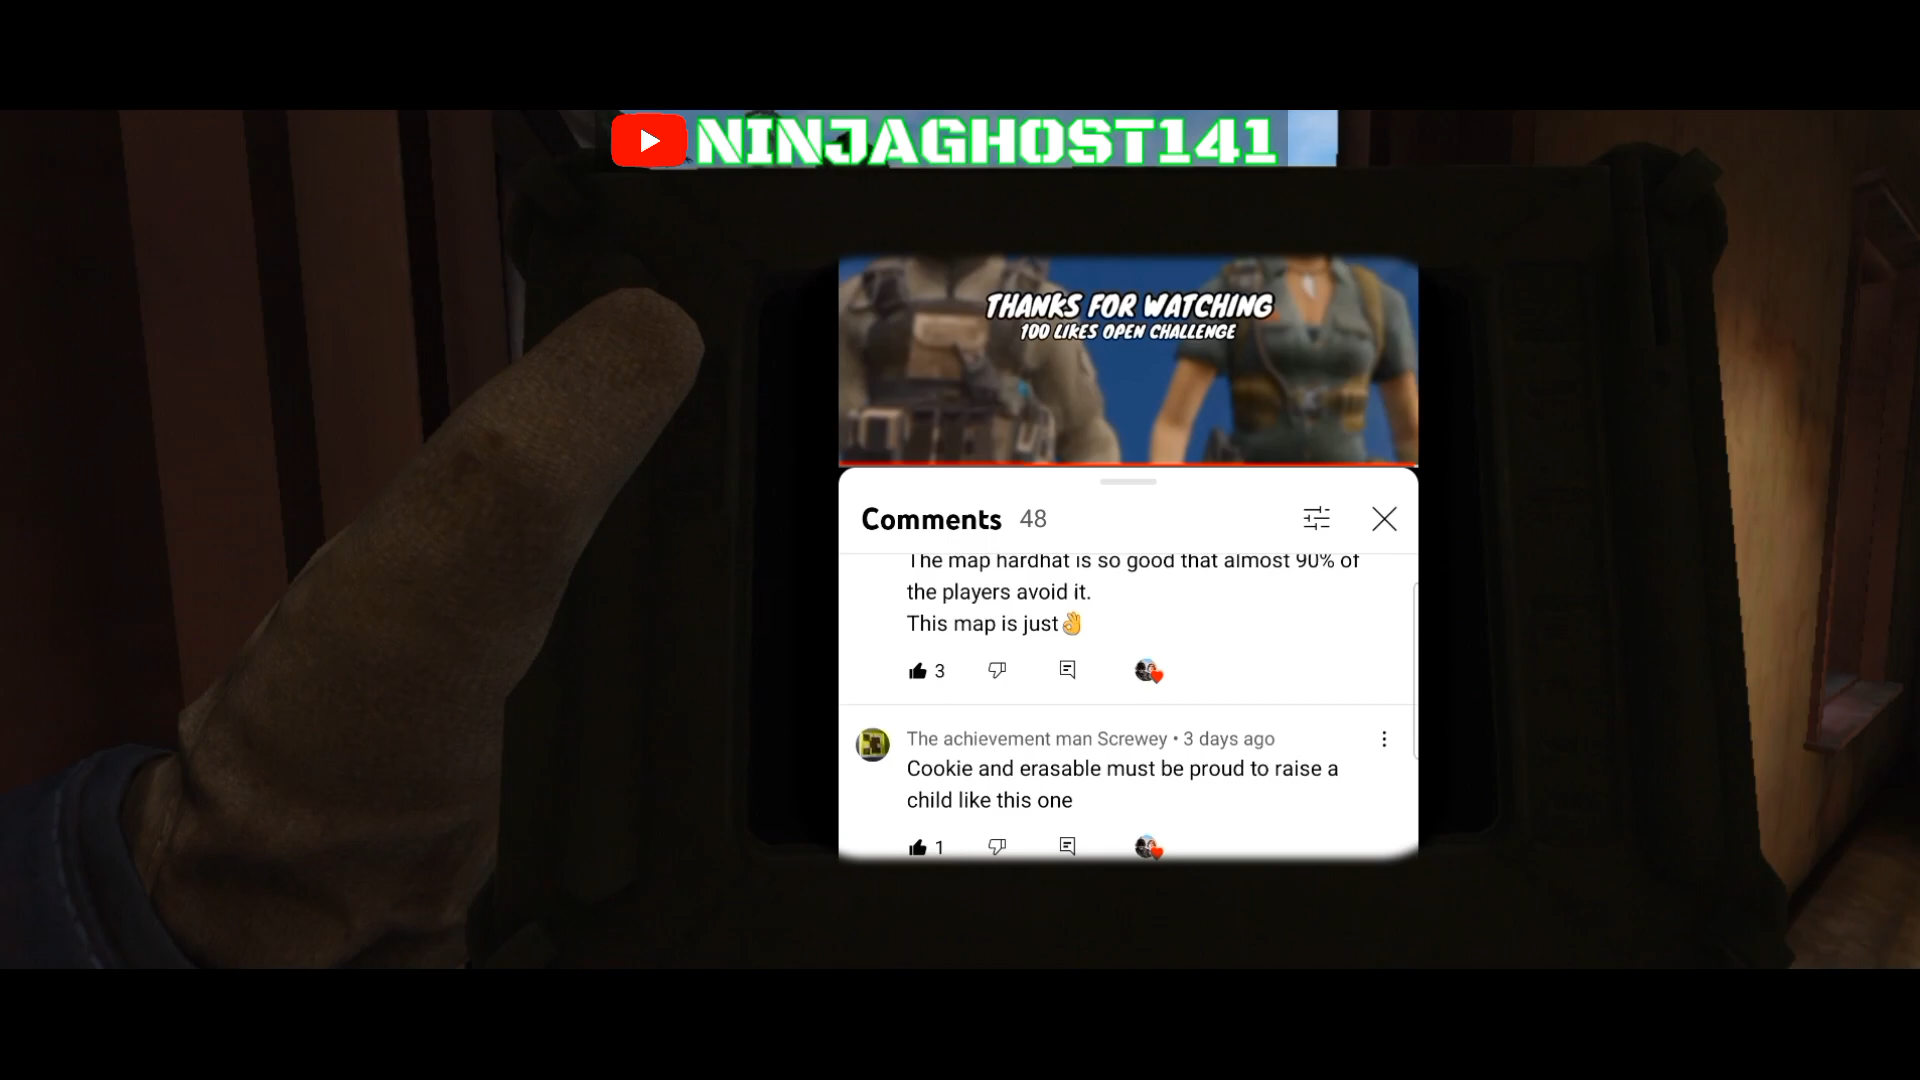 NINJAGHOST141
THANKS FOR WATCHING
100 LIKES OPEN CHALLENGE
Comments 48
The map hardhat is so good that almost 90% of
the players avoid it.
This map is just👌
3
The achievement man Screwey • 3 days ago
Cookie and erasable must be proud to raise a
child like this one
1